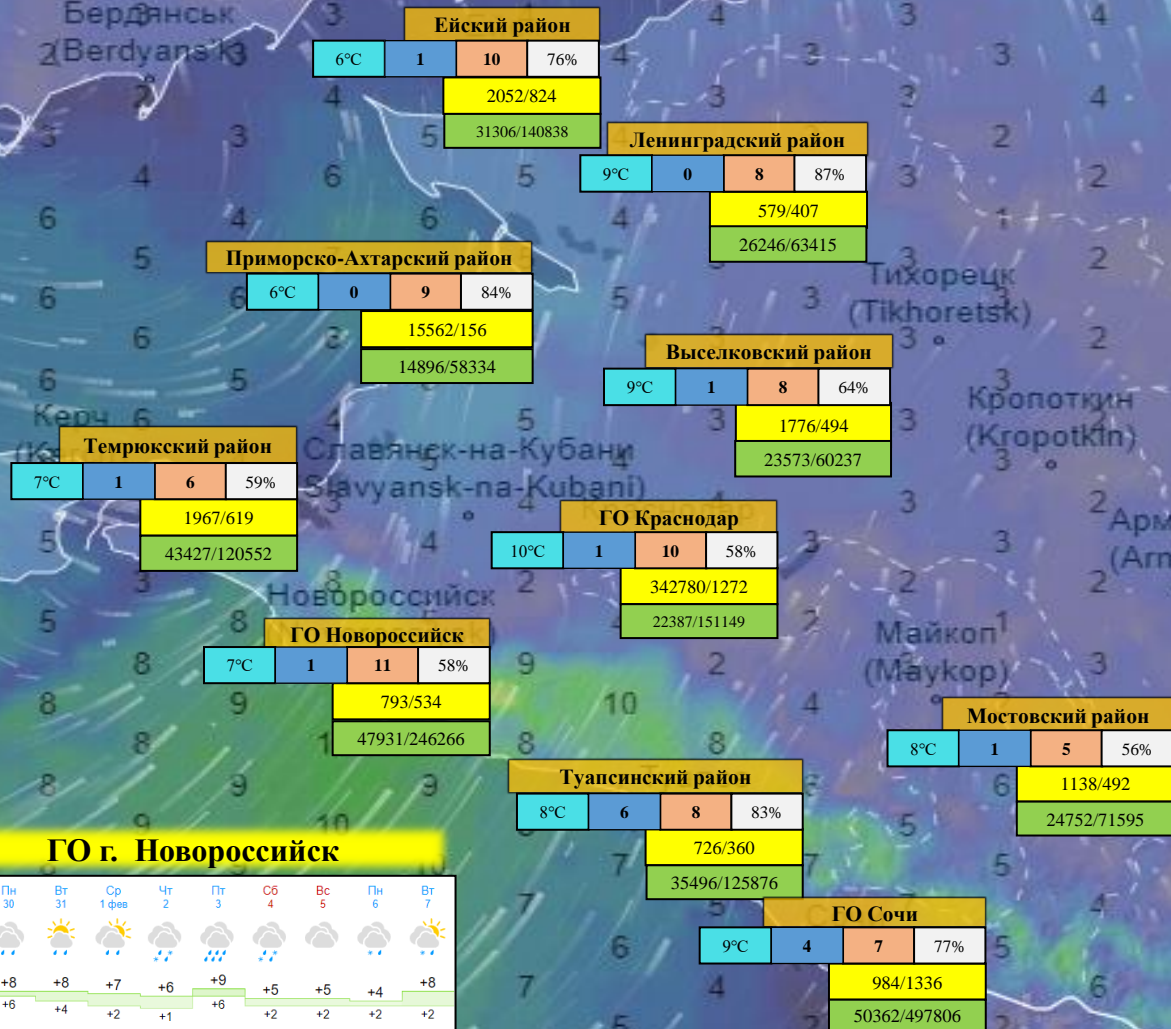 Бердянськ
(Berdyans'k)
Ейский район
6°C 1 10 76%
2052/824
31306/140838
Ленинградский район
9°C 0 8 87%
579/407
26246/63415
Приморско-Ахтарский район
6°C 0 9 84%
15562/156
14896/58334
Тихорецк
(Tikhoretsk)
Выселковский район
9°C 1 8 64%
1776/494
23573/60237
Кропоткин
(Kropotkin)
Керч
Темрюкский район
7°C 1 6 59%
1967/619
43427/120552
Славянск-на-Кубани
Slavyansk-na-Kubani)
ГО Краснодар
10°C 1 10 58%
342780/1272
22387/151149
Новороссийск
ГО Новороссийск
7°C 1 11 58%
793/534
47931/246266
Майкоп
(Maykop)
Мостовский район
8°C 1 5 56%
1138/492
24752/71595
Туапсинский район
8°C 6 8 83%
726/360
35496/125876
ГО Сочи
9°C 4 7 77%
984/1336
50362/497806
ГО г. Новороссийск
Пн Вт Ср Чт Пт Сб Вс Пн Вт
30 31 1 фев 2 3 4 5 6 7
+8 +8 +7 +6 +9 +5 +5 +4 +8
+6 +4 +2 +1 +6 +2 +2 +2 +2